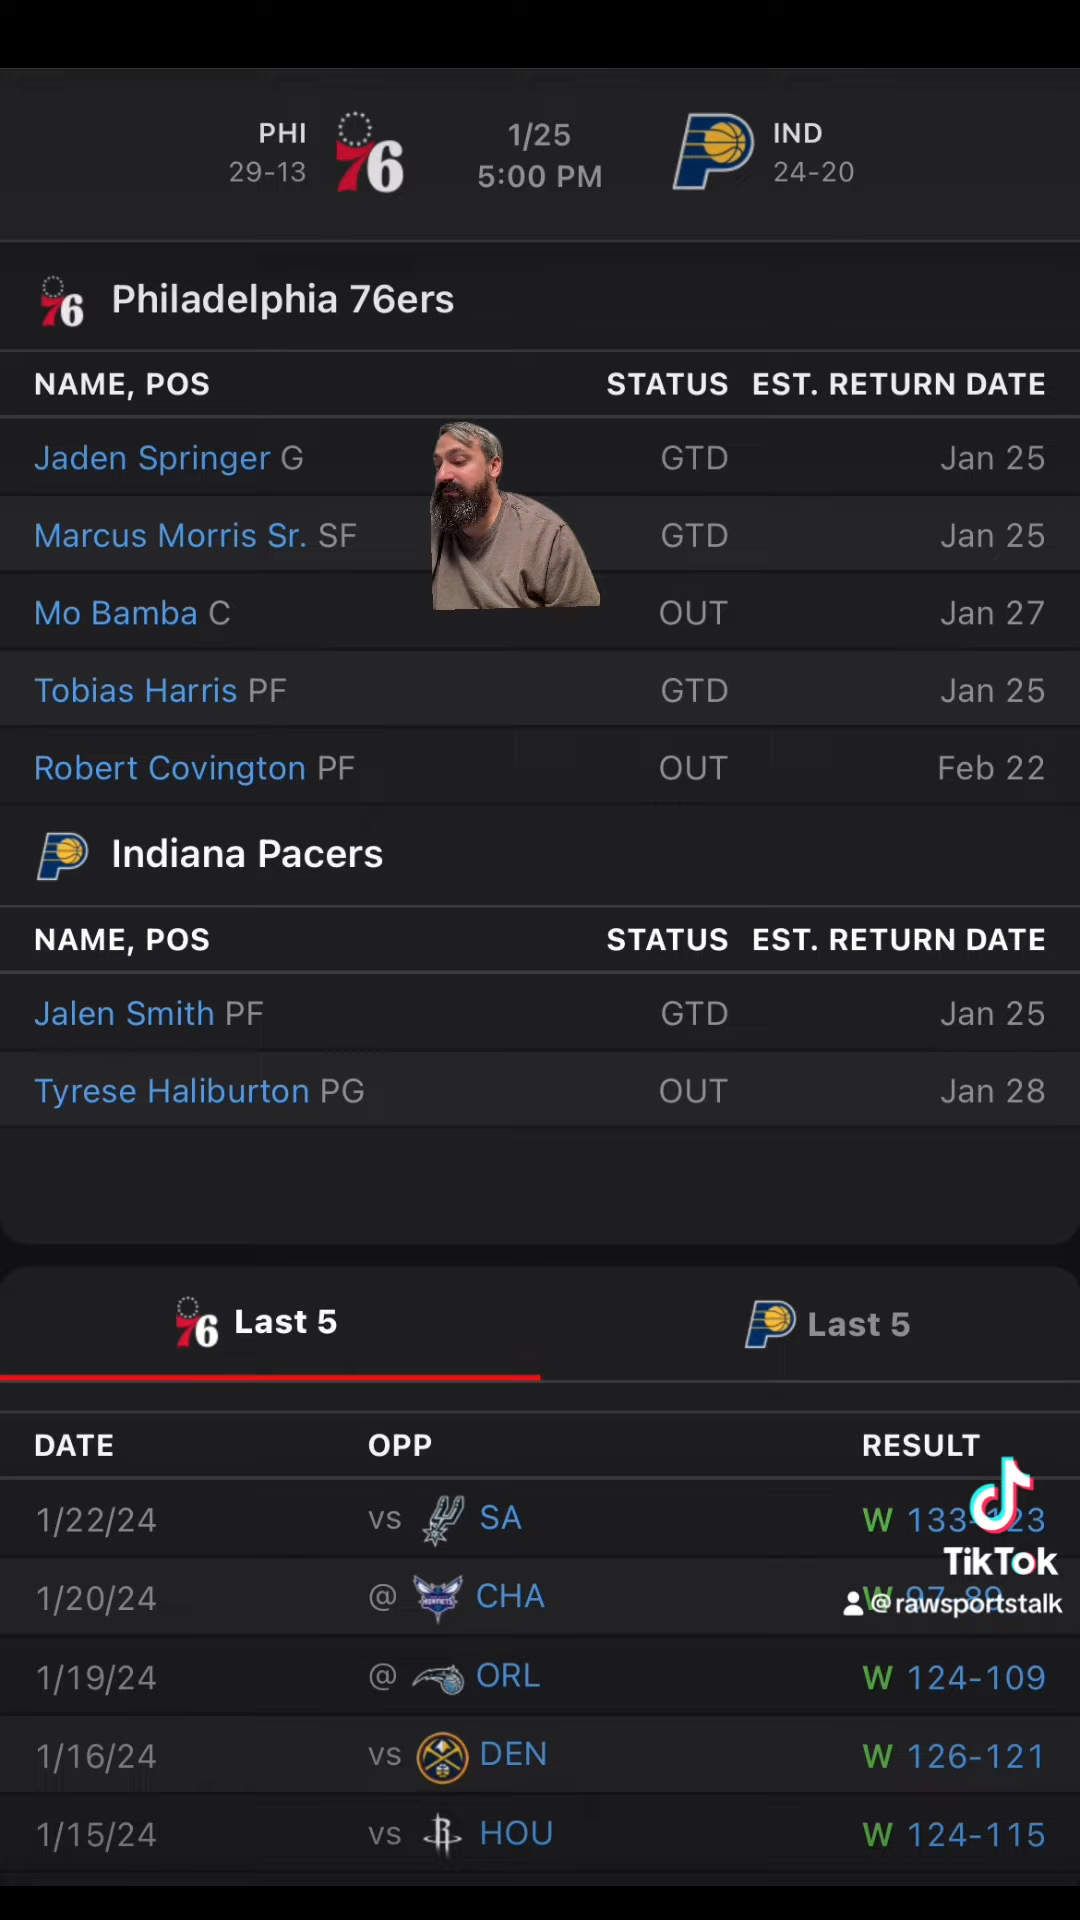 PHI 1/25 IND
29-13 5:00 PM 24-20
76
Philadelphia 76ers
NAME, POS STATUS EST. RETURN DATE
Jaden Springer G GTD Jan 25
Marcus Morris Sr. SF GTD Jan 25
Mo Bamba C OUT Jan 27
Tobias Harris PF GTD Jan 25
Robert Covington PF OUT Feb 22
Indiana Pacers
NAME, POS STATUS EST. RETURN DATE
Jalen Smith PF GTD Jan 25
Tyrese Haliburton PG OUT Jan 28
76 Last 5 Last 5
DATE OPP RESULT
1/22/24 vs SA W 133-123
TikTok
1/20/24 @ CHA W 97-89
@rawsportstalk
1/19/24 @ ORL W 124-109
1/16/24 vs DEN W 126-121
1/15/24 vs HOU W 124-115